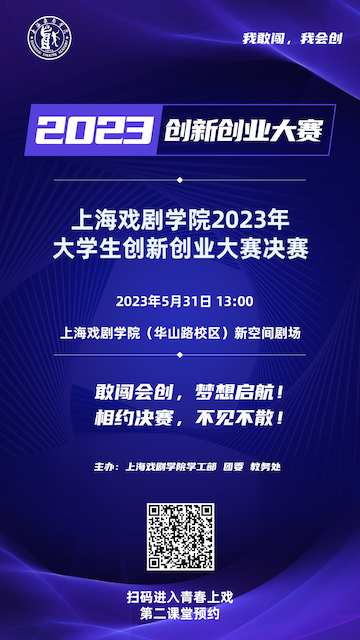 我敢闯，我会创
2023 创新创业大赛
上海戏剧学院2023年
大学生创新创业大赛决赛
2023年5月31日 13:00
上海戏剧学院（华山路校区）新空间剧场
敢闯会创，梦想启航！
相约决赛，不见不散！
主办：上海戏剧学院学工部 团委 教务处
扫码进入青春上戏
第二课堂预约